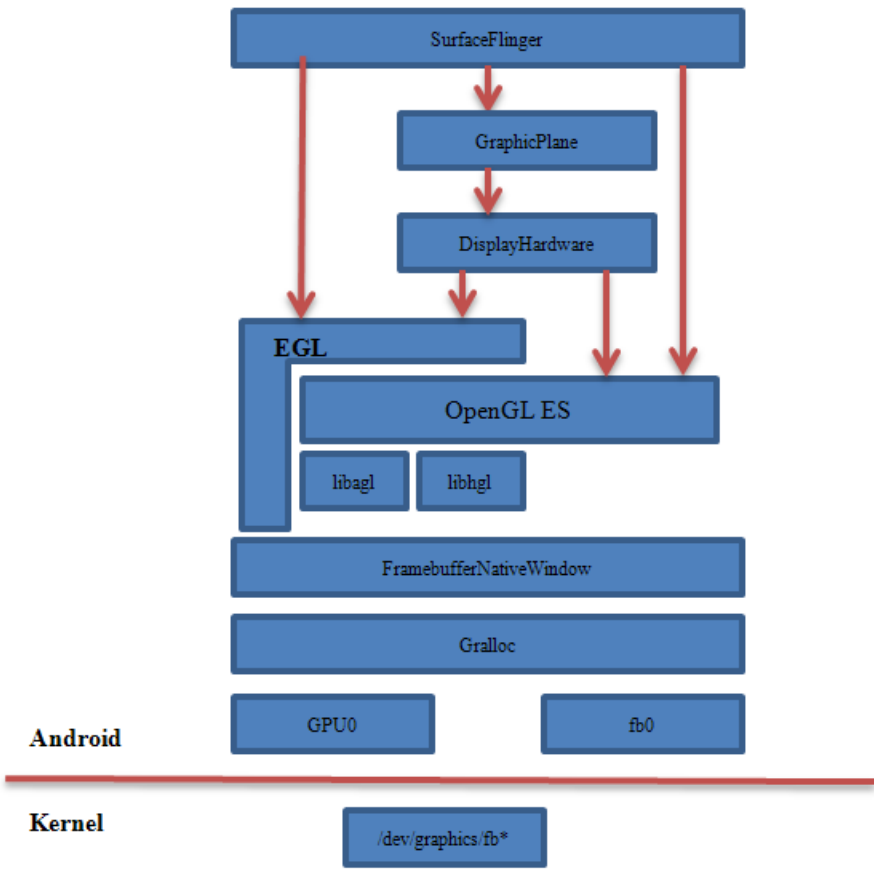 SurfaceFlinger
GraphicPlane
DisplayHardware
EGL
OpenGL ES
libagl
libhgl
FramebufferNativeWindow
Gralloc
GPU0
fb0
Android
Kernel
/dev/graphics/fb*